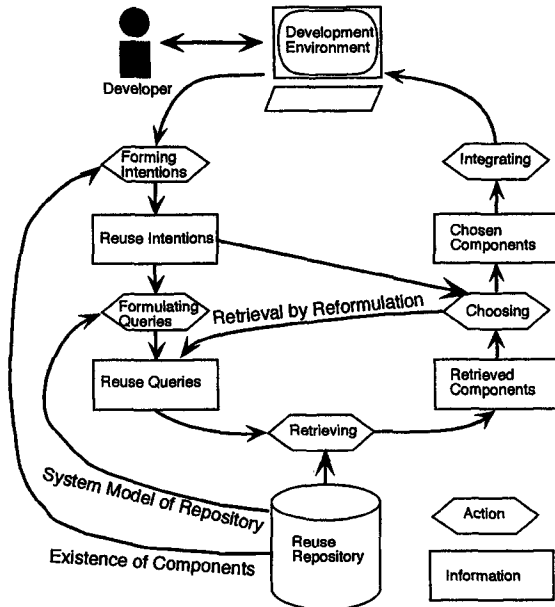 Development
Environment
Developer
Forming
Intentions
Integrating
Reuse Intentions
Chosen
Components
Formulating
Queries
Retrieval by Reformulation
Choosing
Reuse Queries
Retrieved
Components
Retrieving
System Model of Repository
Existence of Components
Reuse
Repository
Action
Information